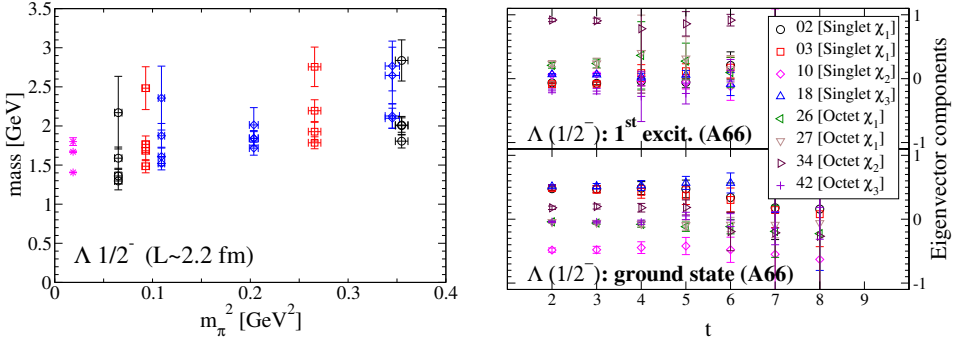 3.5
3
2.5
2
1.5
1
0.5
0
mass [GeV]
Λ 1/2⁻ (L~2.2 fm)
0 0.1 0.2 0.3 0.4
m_π² [GeV²]
02 [Singlet χ₁]
03 [Singlet χ₁]
10 [Singlet χ₂]
18 [Singlet χ₃]
26 [Octet χ₁]
27 [Octet χ₁]
34 [Octet χ₂]
42 [Octet χ₃]
Λ (1/2⁻): 1ˢᵗ excit. (A66)
Λ (1/2⁻): ground state (A66)
1
0
-1
1
0
-1
Eigenvector components
2 3 4 5 6 7 8 9
t